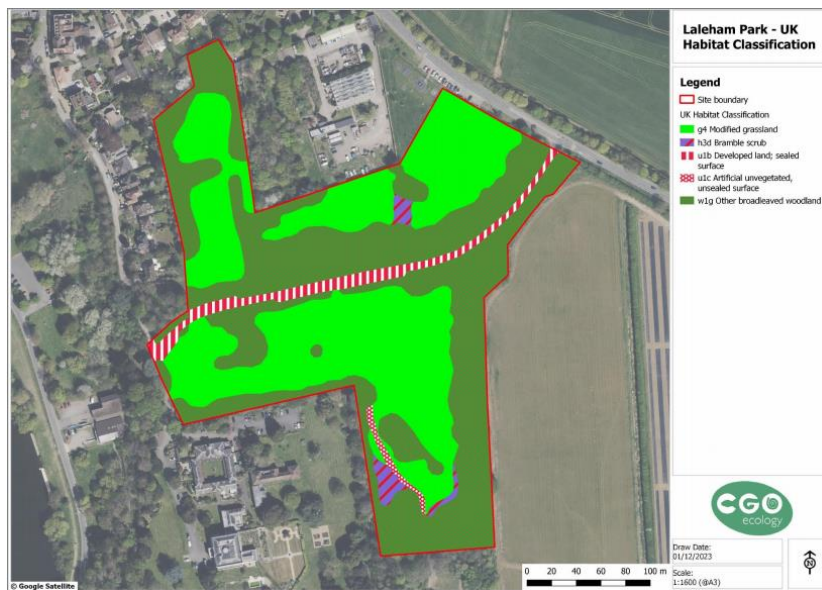 Laleham Park - UK
Habitat Classification
Legend
Site boundary
UK Habitat Classification
g4 Modified grassland
h3d Bramble scrub
u1b Developed land; sealed
surface
u1c Artificial unvegetated,
unsealed surface
w1g Other broadleaved woodland
CGO
ecology
Draw Date:
01/12/2023
Scale:
1:1600 (@A3)
N
0 20 40 60 80 100 m
© Google Satellite